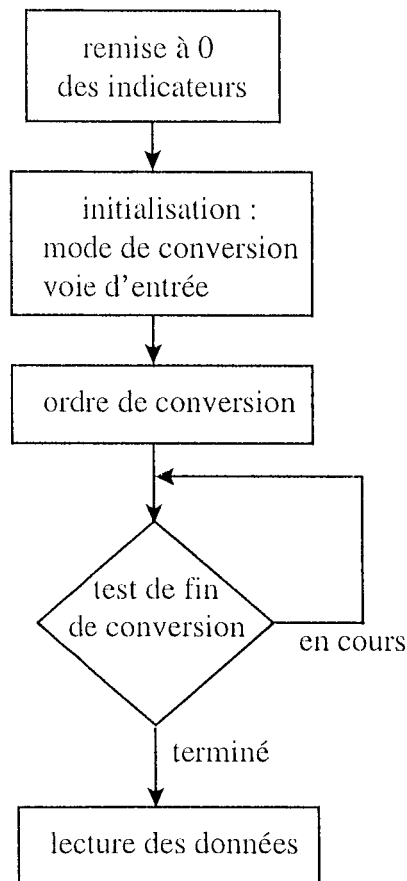 remise à 0
des indicateurs
initialisation :
mode de conversion
voie d'entrée
ordre de conversion
test de fin
de conversion
en cours
terminé
lecture des données